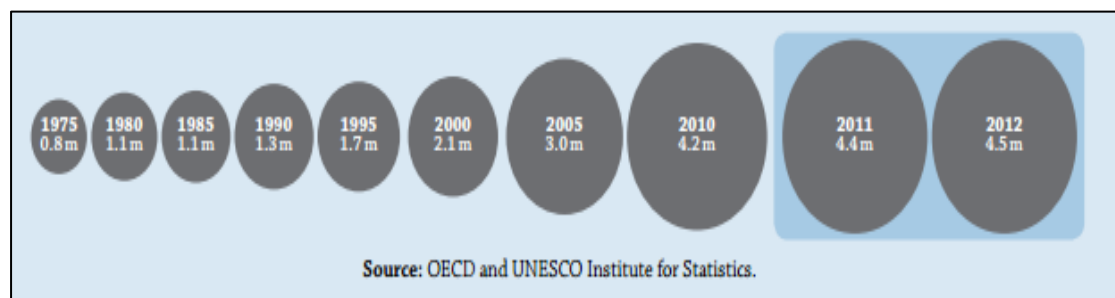 1975
0.8 m
1980
1.1 m
1985
1.1 m
1990
1.3 m
1995
1.7 m
2000
2.1 m
2005
3.0 m
2010
4.2 m
2011
4.4 m
2012
4.5 m
Source: OECD and UNESCO Institute for Statistics.